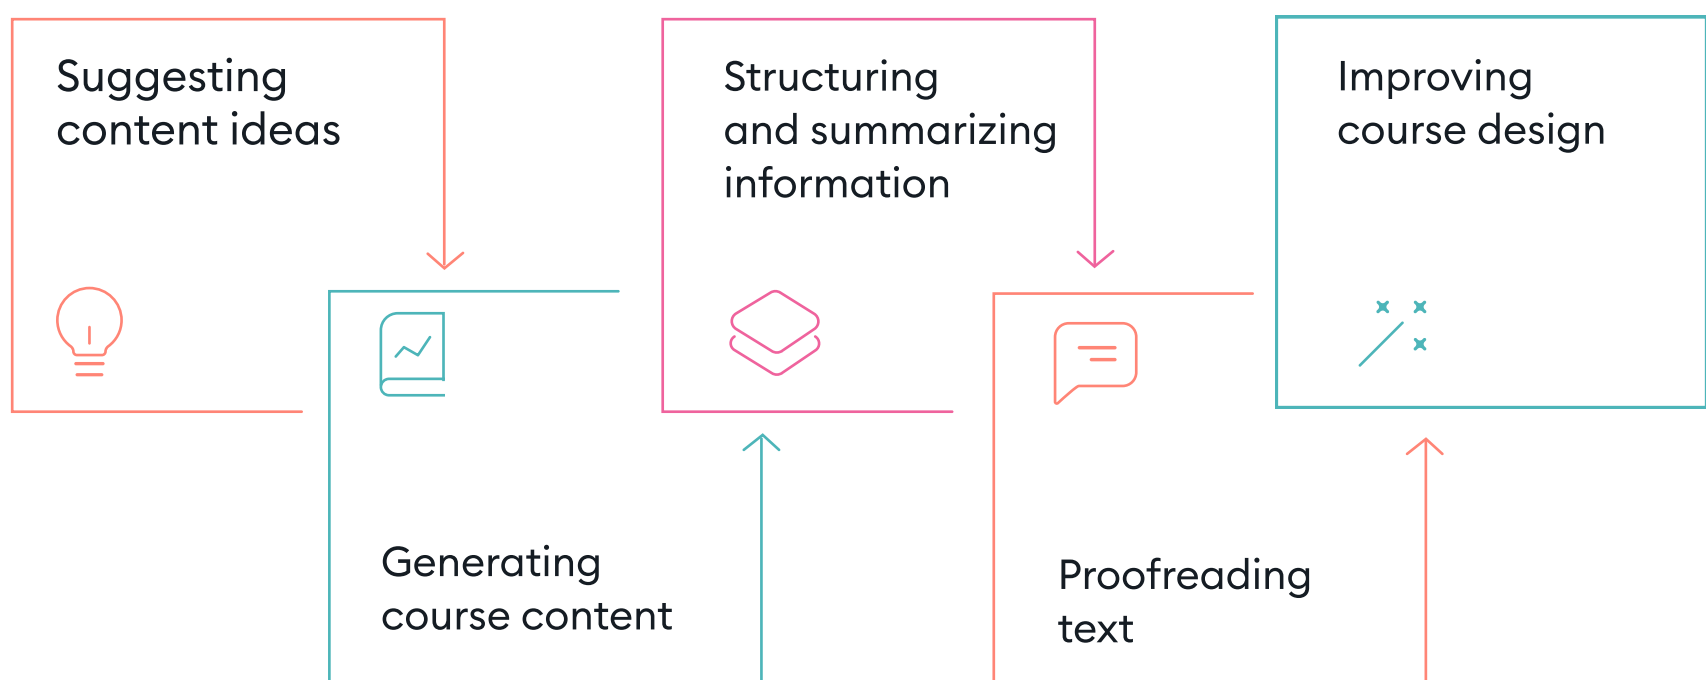 Suggesting
content ideas
Generating
course content
Structuring
and summarizing
information
Proofreading
text
Improving
course design